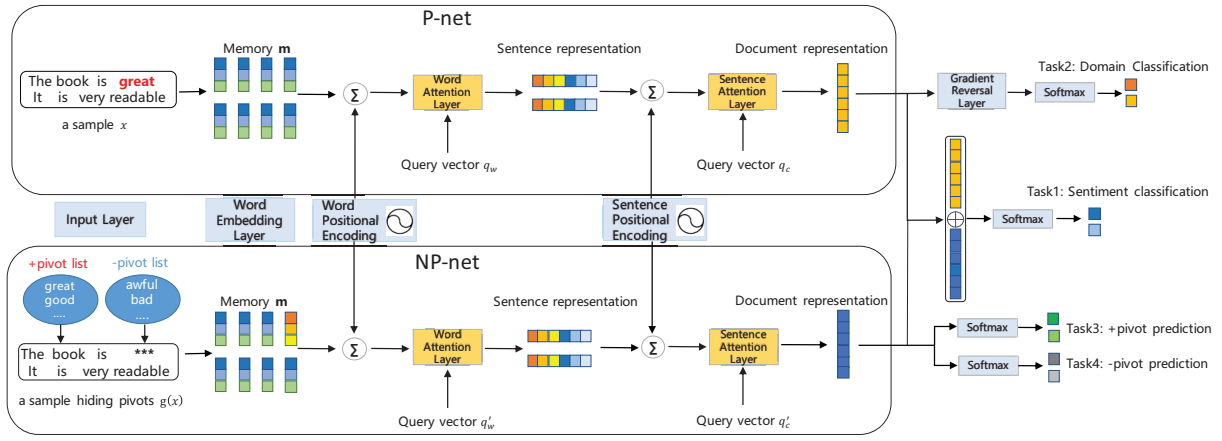 P-net
Memory m
Sentence representation
Document representation
The book is great
It is very readable
a sample x
Σ
Word
Attention
Layer
Σ
Sentence
Attention
Layer
Query vector q_w
Query vector q_c
Gradient
Reversal
Layer
Softmax
Task2: Domain Classification
Input Layer
Word
Embedding
Layer
Word
Positional
Encoding
Sentence
Positional
Encoding
Softmax
Task1: Sentiment classification
NP-net
+pivot list
-pivot list
great
good
....
awful
bad
....
Memory m
Sentence representation
Document representation
The book is ***
It is very readable
a sample hiding pivots g(x)
Σ
Word
Attention
Layer
Σ
Sentence
Attention
Layer
Query vector q'_w
Query vector q'_c
Softmax
Task3: +pivot prediction
Softmax
Task4: -pivot prediction